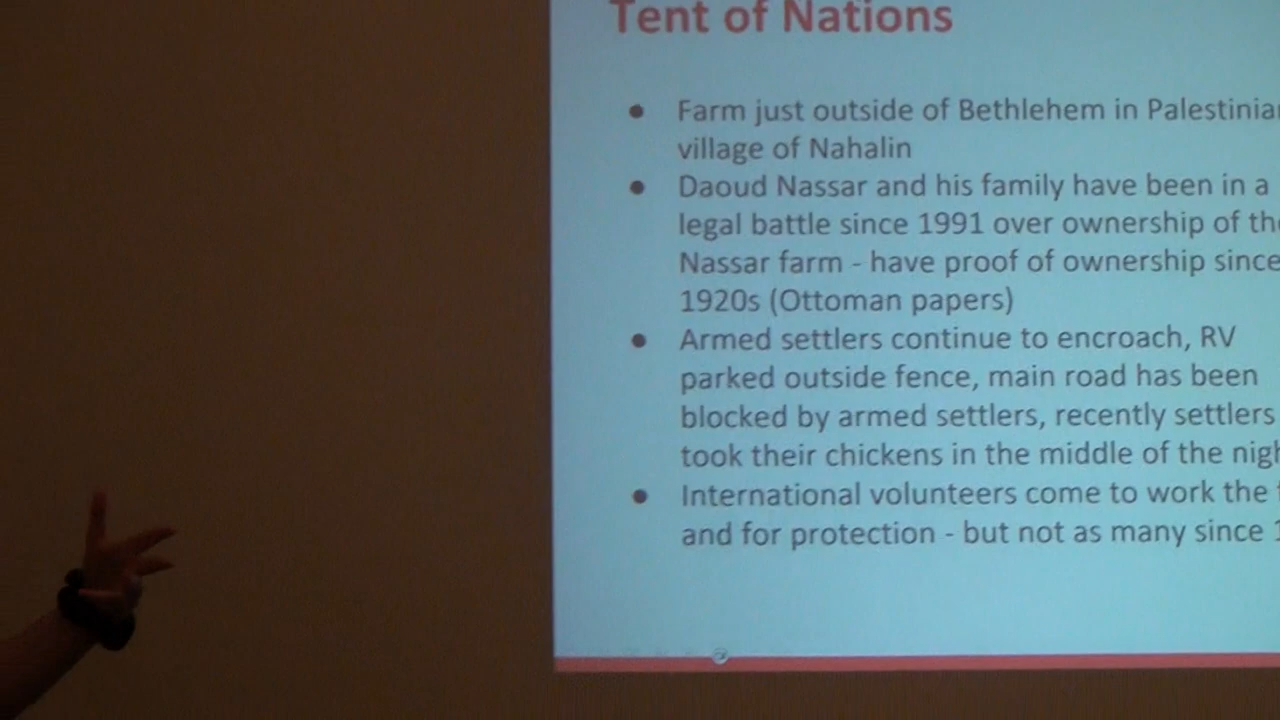 Tent of Nations
● Farm just outside of Bethlehem in Palestinia
village of Nahalin
● Daoud Nassar and his family have been in a
legal battle since 1991 over ownership of th
Nassar farm - have proof of ownership since
1920s (Ottoman papers)
● Armed settlers continue to encroach, RV
parked outside fence, main road has been
blocked by armed settlers, recently settlers
took their chickens in the middle of the nigh
● International volunteers come to work the
and for protection - but not as many since